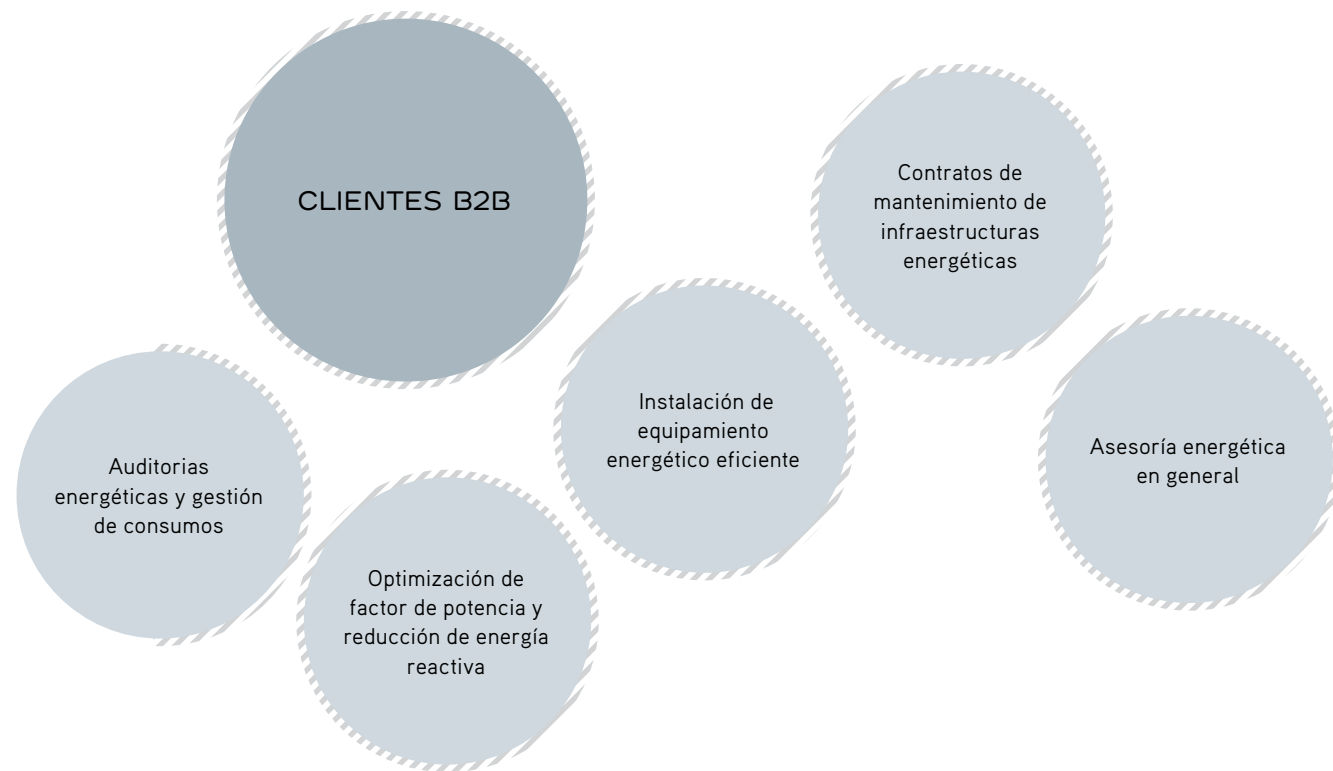 CLIENTES B2B
Contratos de
mantenimiento de
infraestructuras
energéticas
Instalación de
equipamiento
energético eficiente
Asesoría energética
en general
Auditorias
energéticas y gestión
de consumos
Optimización de
factor de potencia y
reducción de energía
reactiva